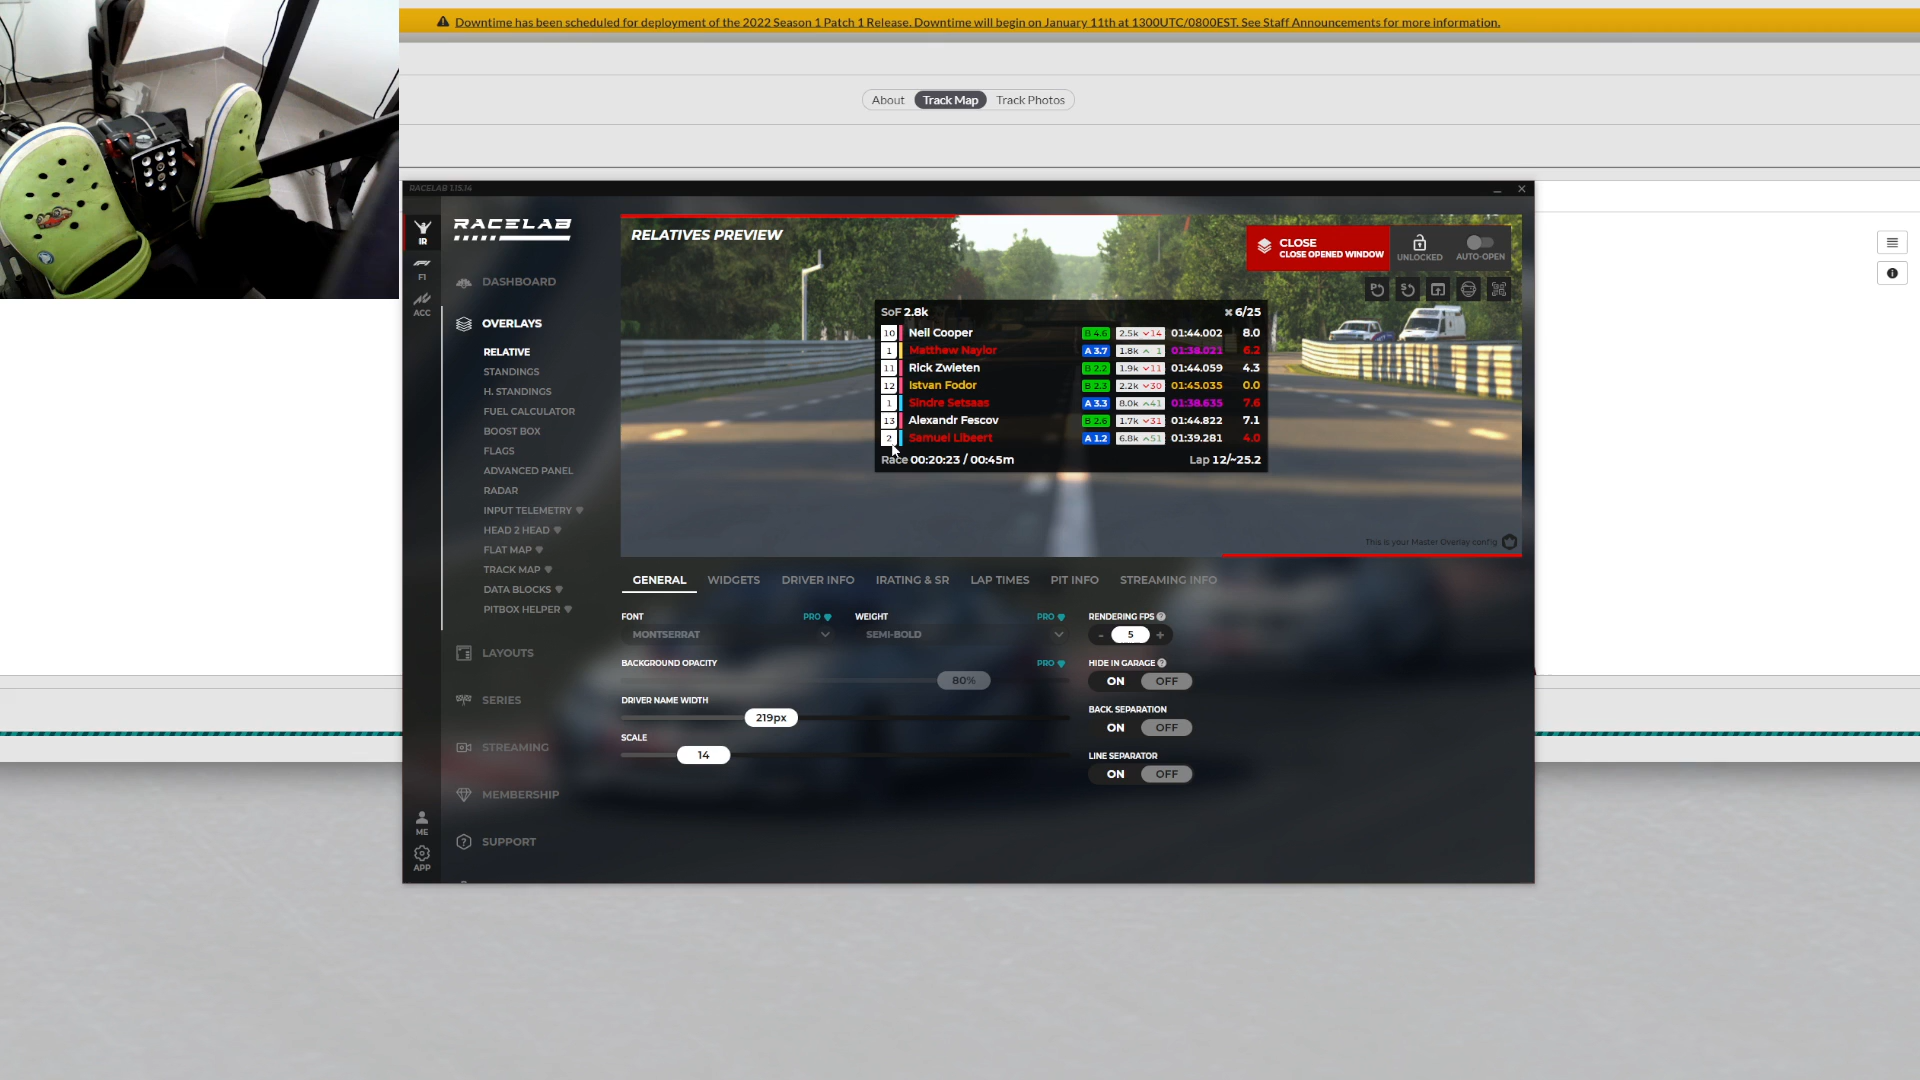 Downtime has been scheduled for deployment of the 2022 Season 1 Patch 1 Release. Downtime will begin on January 11th at 1300UTC/0800EST. See Staff Announcements for more information.
About Track Map Track Photos
RACELAB 1.15.14
IR
F1
ACC
RACELAB
DASHBOARD
OVERLAYS
RELATIVE
STANDINGS
H. STANDINGS
FUEL CALCULATOR
BOOST BOX
FLAGS
ADVANCED PANEL
RADAR
INPUT TELEMETRY
HEAD 2 HEAD
FLAT MAP
TRACK MAP
DATA BLOCKS
PITBOX HELPER
LAYOUTS
SERIES
STREAMING
MEMBERSHIP
SUPPORT
ME
APP
RELATIVES PREVIEW
CLOSE
CLOSE OPENED WINDOW
UNLOCKED
AUTO-OPEN
SoF 2.8k 6/25
10 Neil Cooper B 4.6 2.5k 14 01:44.002 8.0
1 Matthew Naylor A 3.7 1.8k 1 01:38.021 6.2
11 Rick Zwieten B 2.2 1.9k 11 01:44.059 4.3
12 Istvan Fodor B 2.3 2.2k 30 01:45.035 0.0
1 Sindre Setsaas A 3.3 8.0k 41 01:38.635 7.6
13 Alexandr Fescov B 2.6 1.7k 31 01:44.822 7.1
2 Samuel Libeert A 1.2 6.8k 51 01:39.281 4.0
Race 00:20:23 / 00:45m Lap 12/~25.2
This is your Master Overlay config
GENERAL WIDGETS DRIVER INFO IRATING & SR LAP TIMES PIT INFO STREAMING INFO
FONT PRO WEIGHT PRO RENDERING FPS
MONTSERRAT SEMI-BOLD - 5 +
BACKGROUND OPACITY PRO HIDE IN GARAGE
80% ON OFF
DRIVER NAME WIDTH BACK. SEPARATION
219px ON OFF
SCALE LINE SEPARATOR
14 ON OFF